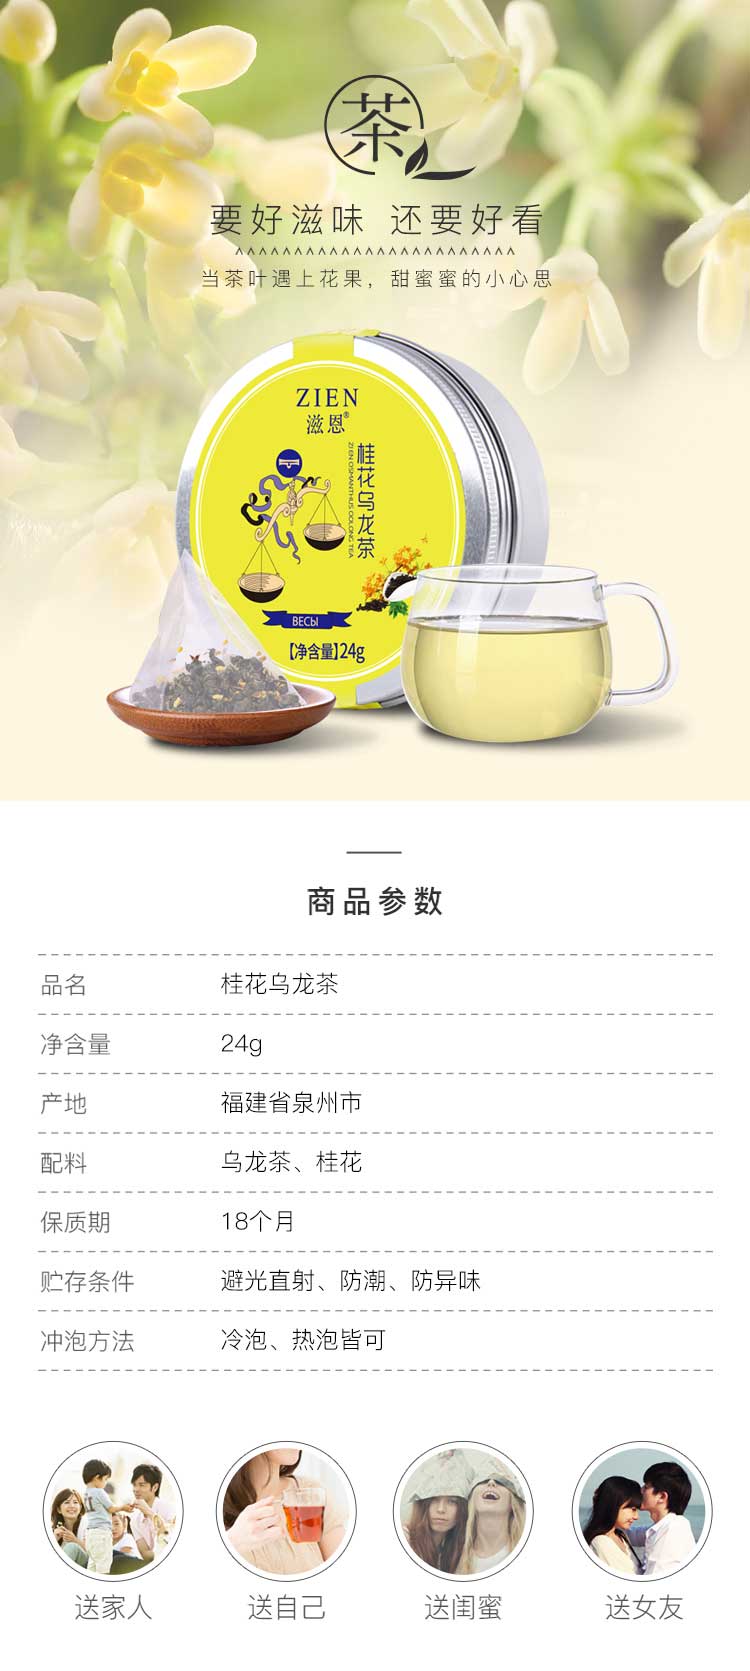 茶
要好滋味 还要好看
当茶叶遇上花果，甜蜜蜜的小心思
ZIEN
滋恩®
桂花乌龙茶
ZIEN OSMANTHUS OOLONG TEA
ВЕСЫ
【净含量】24g
商品参数
品名 桂花乌龙茶
净含量 24g
产地 福建省泉州市
配料 乌龙茶、桂花
保质期 18个月
贮存条件 避光直射、防潮、防异味
冲泡方法 冷泡、热泡皆可
送家人 送自己 送闺蜜 送女友